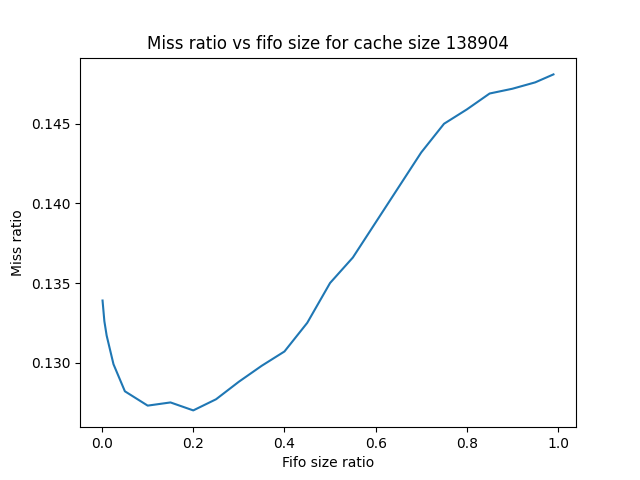 Miss ratio vs fifo size for cache size 138904
0.145
0.140
0.135
0.130
Miss ratio
0.0 0.2 0.4 0.6 0.8 1.0
Fifo size ratio